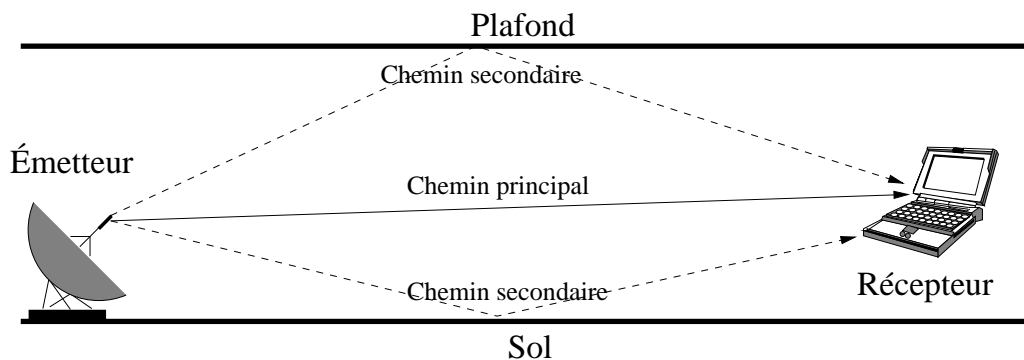 Plafond
Chemin secondaire
Émetteur
Chemin principal
Chemin secondaire
Récepteur
Sol